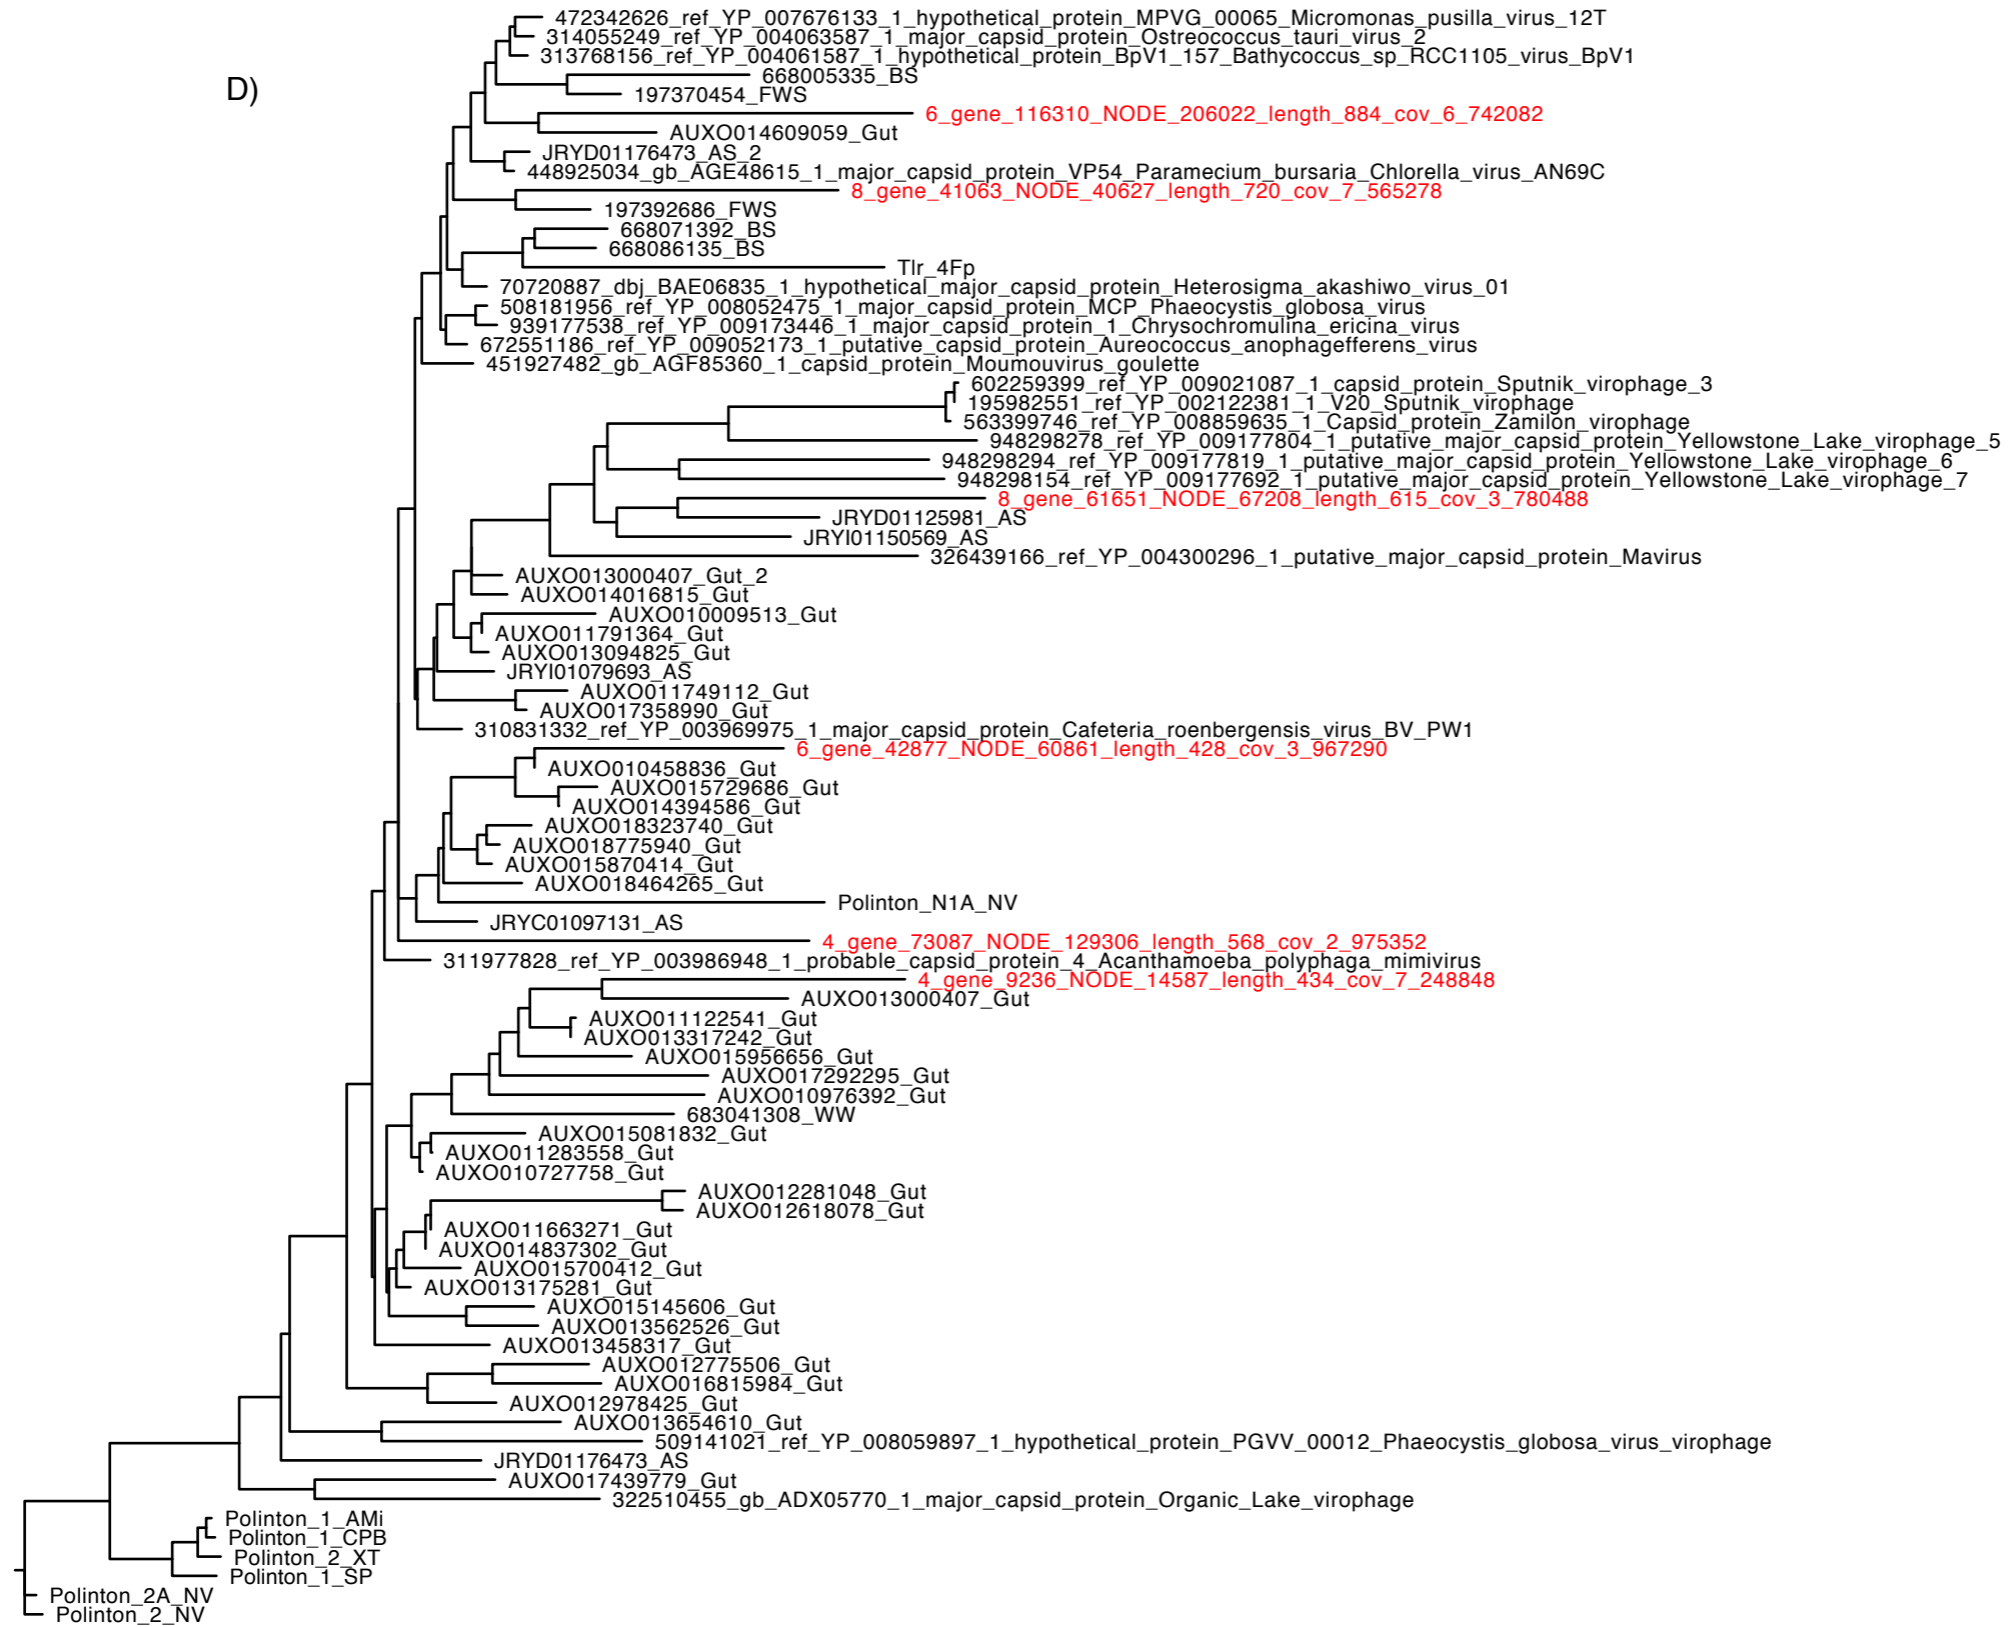 472342626_ref_YP_007676133_1_hypothetical_protein_MPVG_00065_Micromonas_pusilla_virus_12T
314055249_ref_YP_004063587_1_major_capsid_protein_Ostreococcus_tauri_virus_2
313768156_ref_YP_004061587_1_hypothetical_protein_BpV1_157_Bathycoccus_sp_RCC1105_virus_BpV1
668005335_BS
D)
197370454_FWS
6_gene_116310_NODE_206022_length_884_cov_6_742082
AUXO014609059_Gut
JRYD01176473_AS_2
448925034_gb_AGE48615_1_major_capsid_protein_VP54_Paramecium_bursaria_Chlorella_virus_AN69C
8_gene_41063_NODE_40627_length_720_cov_7_565278
197392686_FWS
668071392_BS
668086135_BS
Tlr_4Fp
70720887_dbj_BAE06835_1_hypothetical_major_capsid_protein_Heterosigma_akashiwo_virus_01
508181956_ref_YP_008052475_1_major_capsid_protein_MCP_Phaeocystis_globosa_virus
939177538_ref_YP_009173446_1_major_capsid_protein_1_Chrysochromulina_ericina_virus
672551186_ref_YP_009052173_1_putative_capsid_protein_Aureococcus_anophagefferens_virus
451927482_gb_AGF85360_1_capsid_protein_Moumouvirus_goulette
602259399_ref_YP_009021087_1_capsid_protein_Sputnik_virophage_3
195982551_ref_YP_002122381_1_V20_Sputnik_virophage
563399746_ref_YP_008859635_1_Capsid_protein_Zamilon_virophage
948298278_ref_YP_009177804_1_putative_major_capsid_protein_Yellowstone_Lake_virophage_5
948298294_ref_YP_009177819_1_putative_major_capsid_protein_Yellowstone_Lake_virophage_6
948298154_ref_YP_009177692_1_putative_major_capsid_protein_Yellowstone_Lake_virophage_7
8_gene_61651_NODE_67208_length_615_cov_3_780488
JRYD01125981_AS
JRYI01150569_AS
326439166_ref_YP_004300296_1_putative_major_capsid_protein_Mavirus
AUXO013000407_Gut_2
AUXO014016815_Gut
AUXO010009513_Gut
AUXO011791364_Gut
AUXO013094825_Gut
JRYI01079693_AS
AUXO011749112_Gut
AUXO017358990_Gut
310831332_ref_YP_003969975_1_major_capsid_protein_Cafeteria_roenbergensis_virus_BV_PW1
6_gene_42877_NODE_60861_length_428_cov_3_967290
AUXO010458836_Gut
AUXO015729686_Gut
AUXO014394586_Gut
AUXO018323740_Gut
AUXO018775940_Gut
AUXO015870414_Gut
AUXO018464265_Gut
Polinton_N1A_NV
JRYC01097131_AS
4_gene_73087_NODE_129306_length_568_cov_2_975352
311977828_ref_YP_003986948_1_probable_capsid_protein_4_Acanthamoeba_polyphaga_mimivirus
4_gene_9236_NODE_14587_length_434_cov_7_248848
AUXO013000407_Gut
AUXO011122541_Gut
AUXO013317242_Gut
AUXO015956656_Gut
AUXO017292295_Gut
AUXO010976392_Gut
683041308_WW
AUXO015081832_Gut
AUXO011283558_Gut
AUXO010727758_Gut
AUXO012281048_Gut
AUXO012618078_Gut
AUXO011663271_Gut
AUXO014837302_Gut
AUXO015700412_Gut
AUXO013175281_Gut
AUXO015145606_Gut
AUXO013562526_Gut
AUXO013458317_Gut
AUXO012775506_Gut
AUXO016815984_Gut
AUXO012978425_Gut
AUXO013654610_Gut
509141021_ref_YP_008059897_1_hypothetical_protein_PGVV_00012_Phaeocystis_globosa_virus_virophage
JRYD01176473_AS
AUXO017439779_Gut
322510455_gb_ADX05770_1_major_capsid_protein_Organic_Lake_virophage
Polinton_1_AMi
Polinton_1_CPB
Polinton_2_XT
Polinton_1_SP
Polinton_2A_NV
Polinton_2_NV